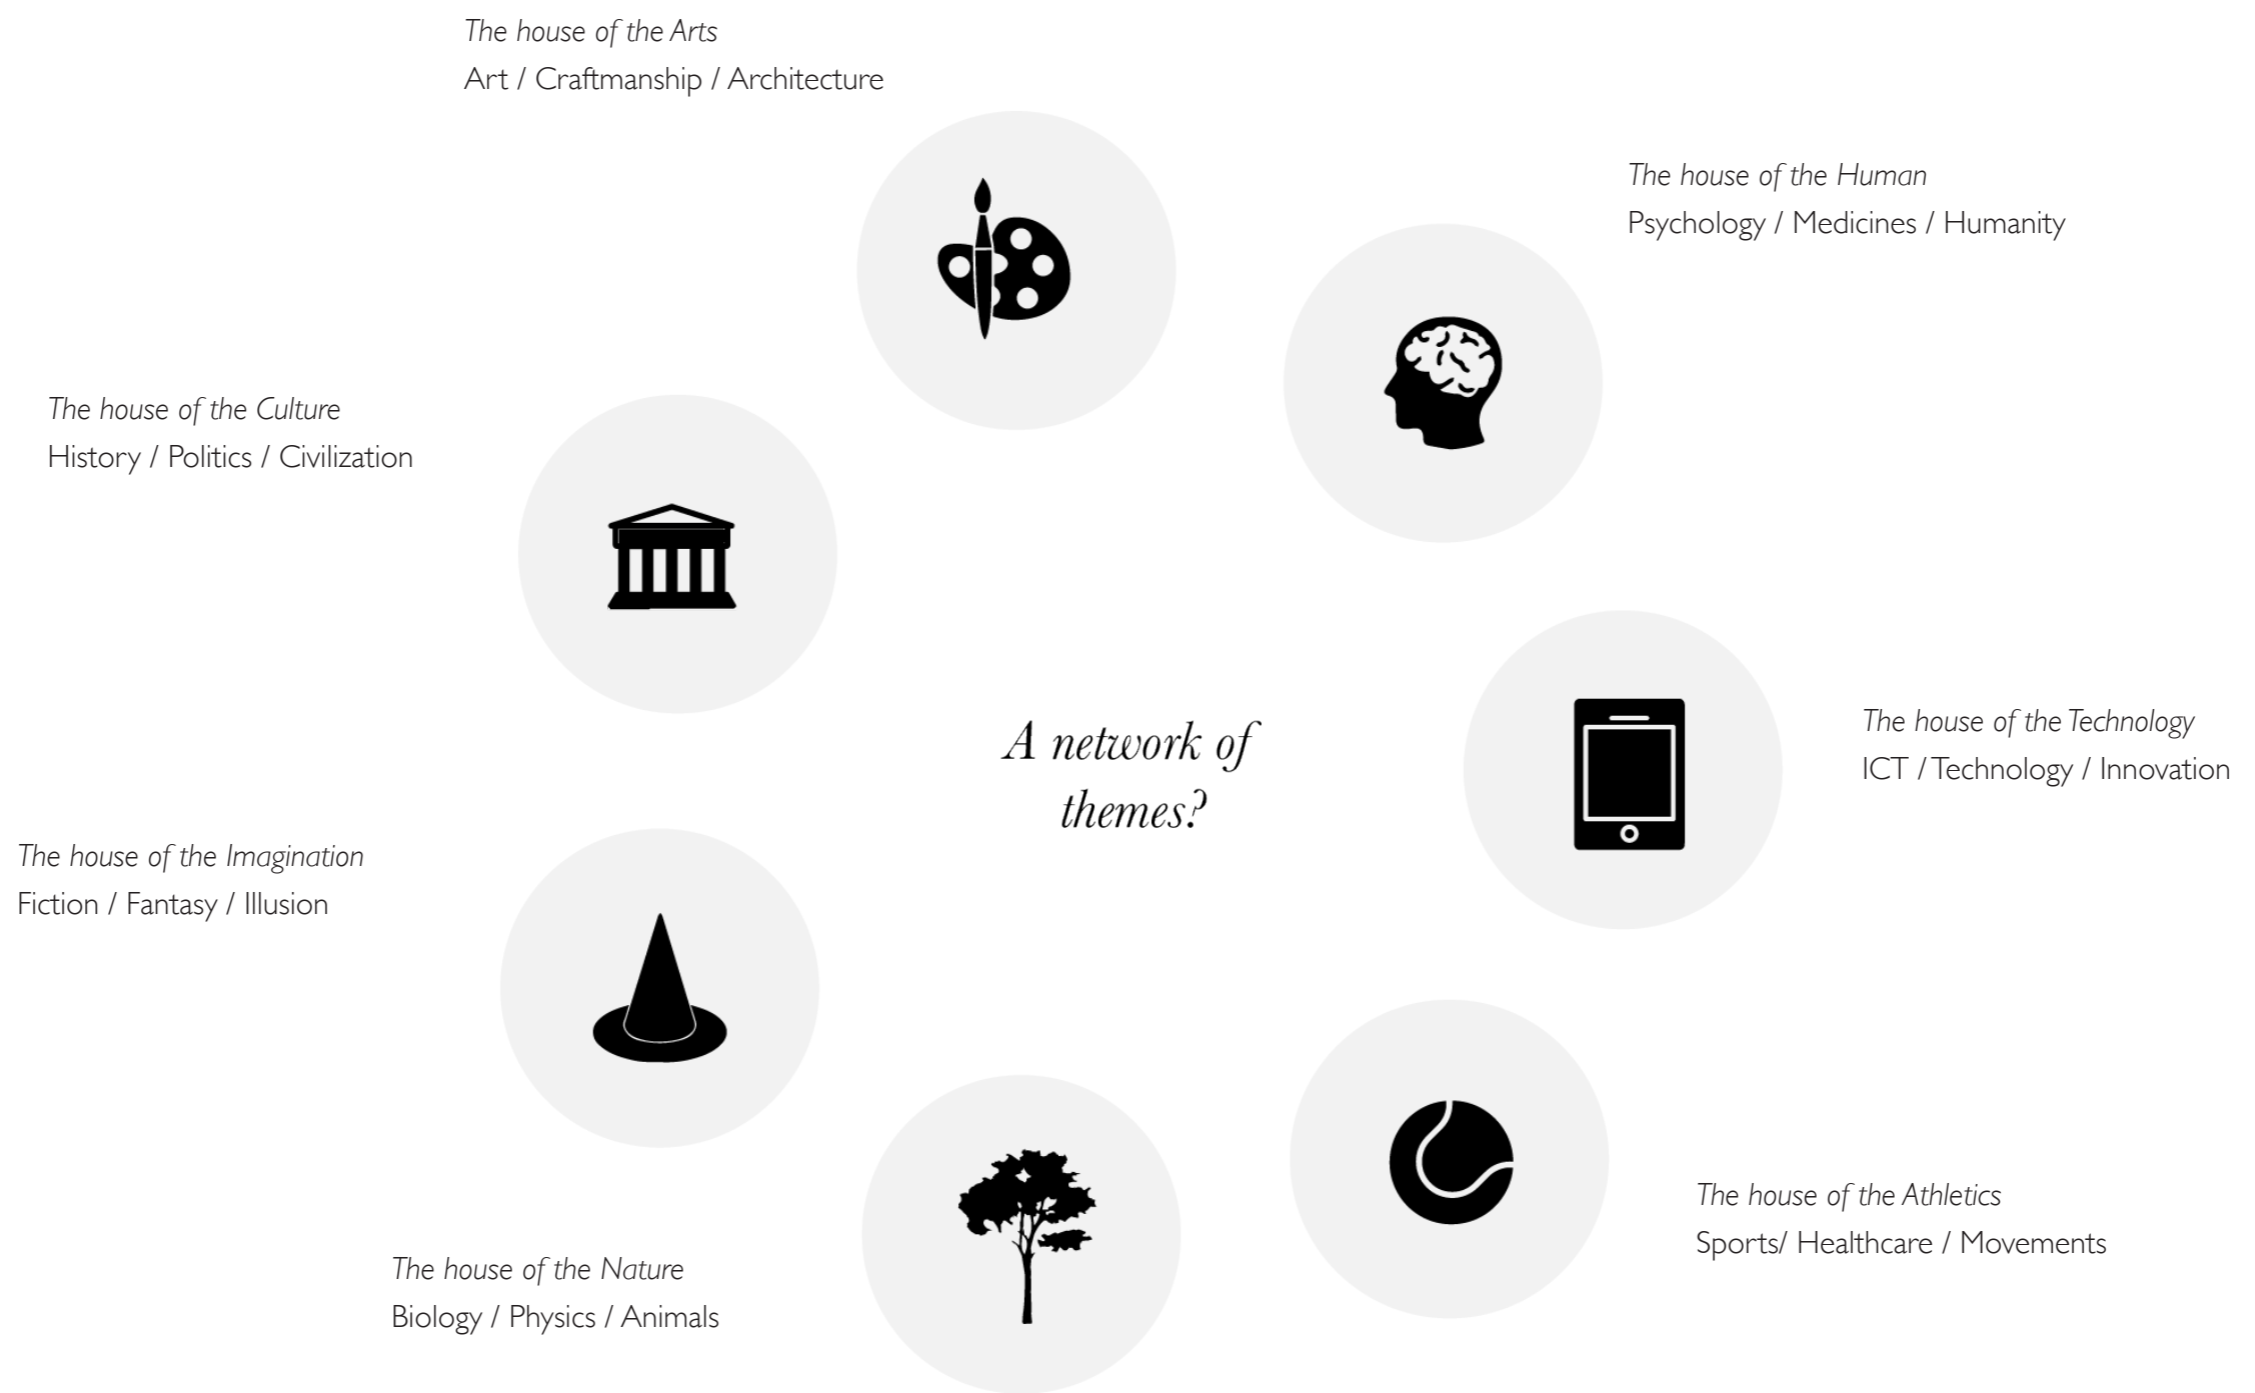 The house of the Arts
Art / Craftmanship / Architecture
The house of the Human
Psychology / Medicines / Humanity
The house of the Culture
History / Politics / Civilization
A network of
themes?
The house of the Technology
ICT / Technology / Innovation
The house of the Imagination
Fiction / Fantasy / Illusion
The house of the Athletics
Sports/ Healthcare / Movements
The house of the Nature
Biology / Physics / Animals